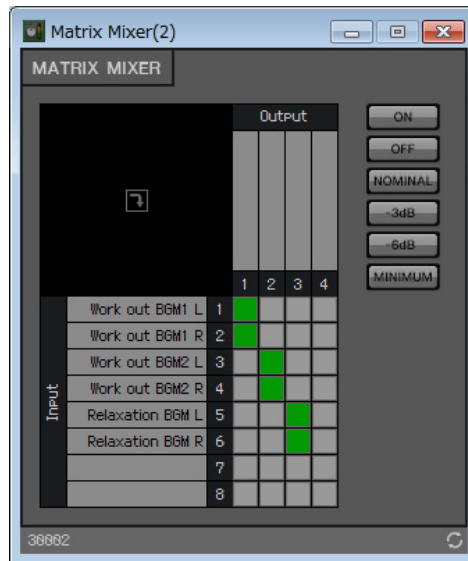 Matrix Mixer(2)
MATRIX MIXER
Output
ON
OFF
NOMINAL
-3dB
-6dB
MINIMUM
1 2 3 4
Input
Work out BGM1 L 1
Work out BGM1 R 2
Work out BGM2 L 3
Work out BGM2 R 4
Relaxation BGM L 5
Relaxation BGM R 6
7
8
30002